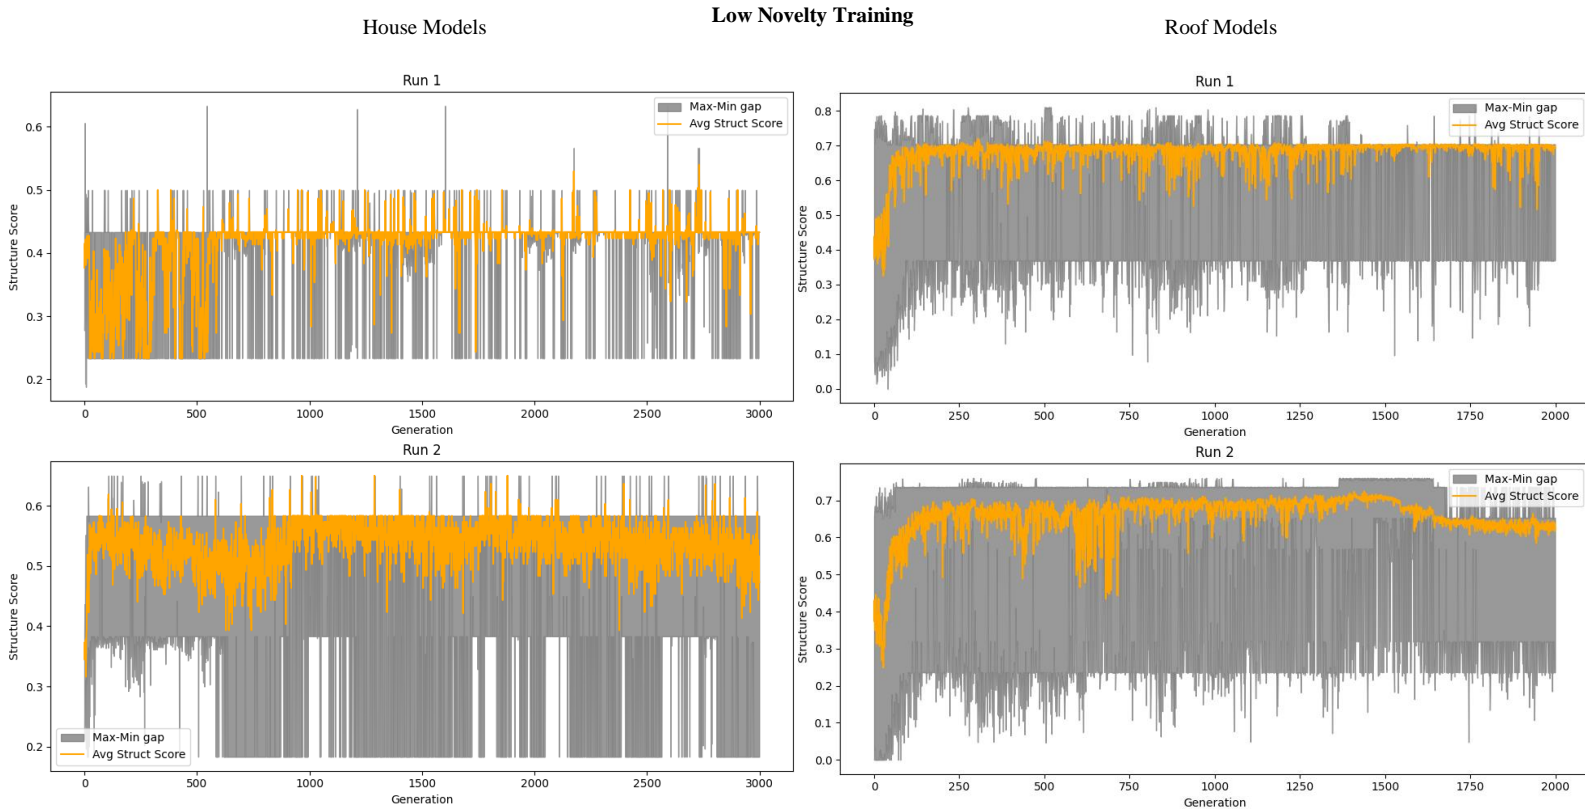 Low Novelty Training
House Models
Roof Models
Run 1
Structure Score
0.6
0.5
0.4
0.3
0.2
Max-Min gap
Avg Struct Score
0
500
1000
1500
2000
2500
3000
Generation
Run 1
Structure Score
0.8
0.7
0.6
0.5
0.4
0.3
0.2
0.1
0.0
Max-Min gap
Avg Struct Score
0
250
500
750
1000
1250
1500
1750
2000
Generation
Run 2
Structure Score
0.6
0.5
0.4
0.3
0.2
Max-Min gap
Avg Struct Score
0
500
1000
1500
2000
2500
3000
Generation
Run 2
Structure Score
0.7
0.6
0.5
0.4
0.3
0.2
0.1
0.0
Max-Min gap
Avg Struct Score
0
250
500
750
1000
1250
1500
1750
2000
Generation